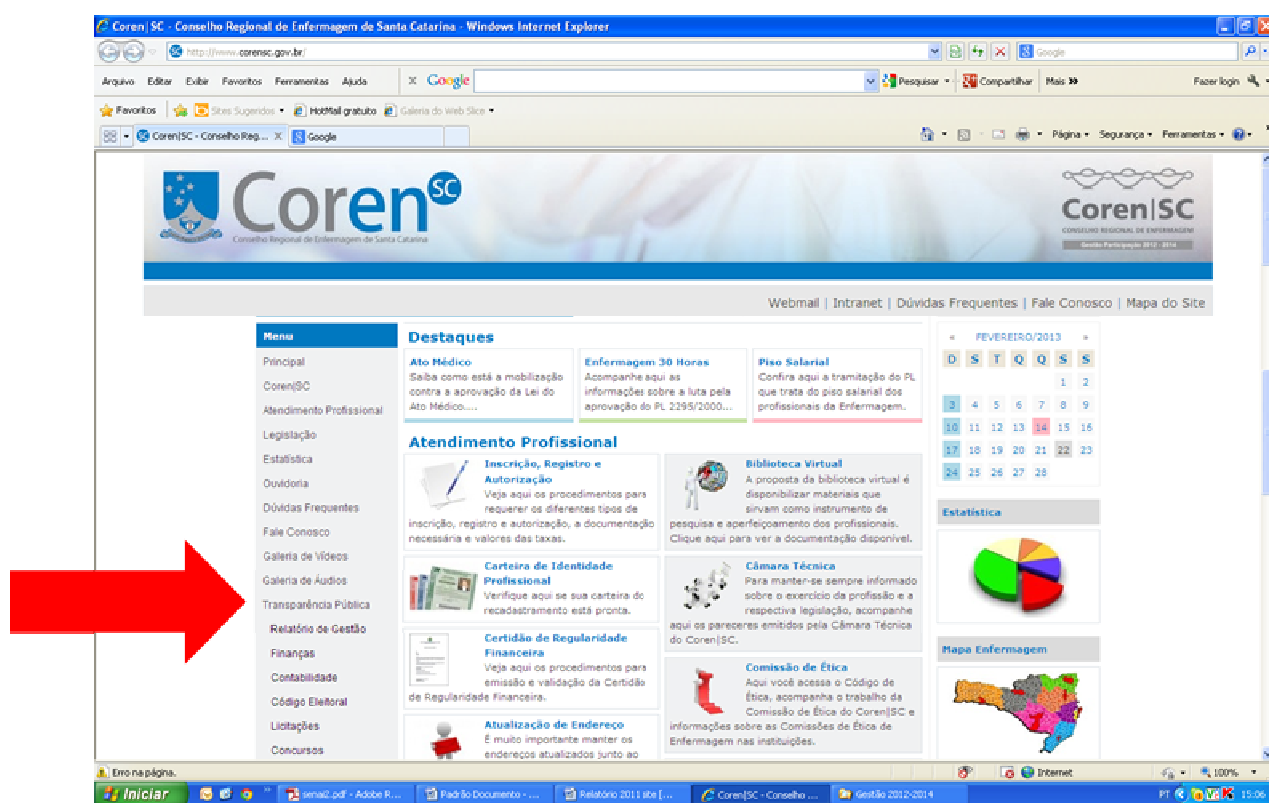 Coren|SC - Conselho Regional de Enfermagem de Santa Catarina - Windows Internet Explorer
http://www.corensc.gov.br/
Google
Arquivo Editar Exibir Favoritos Ferramentas Ajuda
X Google
Pesquisar
Compartilhar
Mais »
Fazer login
Favoritos
Sites Sugeridos
HotMail gratuito
Galeria do Web Slice
Coren|SC - Conselho Reg... X
Google
Página
Segurança
Ferramentas
Coren SC
Conselho Regional de Enfermagem de Santa Catarina
Coren|SC
CONSELHO REGIONAL DE ENFERMAGEM
Gestão Participação 2012 - 2014
Webmail | Intranet | Dúvidas Frequentes | Fale Conosco | Mapa do Site
Menu
Principal
Coren|SC
Atendimento Profissional
Legislação
Estatística
Ouvidoria
Dúvidas Frequentes
Fale Conosco
Galeria de Vídeos
Galeria de Áudios
Transparência Pública
Relatório de Gestão
Finanças
Contabilidade
Código Eleitoral
Licitações
Concursos
Destaques
Ato Médico
Saiba como está a mobilização
contra a aprovação da Lei do
Ato Médico....
Enfermagem 30 Horas
Acompanhe aqui as
informações sobre a luta pela
aprovação do PL 2295/2000...
Piso Salarial
Confira aqui a tramitação do PL
que trata do piso salarial dos
profissionais da Enfermagem.
Atendimento Profissional
Inscrição, Registro e
Autorização
Veja aqui os procedimentos para
requerer os diferentes tipos de
inscrição, registro e autorização, a documentação
necessária e valores das taxas.
Biblioteca Virtual
A proposta da biblioteca virtual é
disponibilizar materiais que
sirvam como instrumento de
pesquisa e aperfeiçoamento dos profissionais.
Clique aqui para ver a documentação disponível.
Carteira de Identidade
Profissional
Verifique aqui se sua carteira do
recadastramento está pronta.
Câmara Técnica
Para manter-se sempre informado
sobre o exercício da profissão e a
respectiva legislação, acompanhe
aqui os pareceres emitidos pela Câmara Técnica
do Coren|SC.
Certidão de Regularidade
Financeira
Veja aqui os procedimentos para
emissão e validação da Certidão
de Regularidade Financeira.
Comissão de Ética
Aqui você acessa o Código de
Ética, acompanha o trabalho da
Comissão de Ética do Coren|SC e
informações sobre as Comissões de Ética de
Enfermagem nas instituições.
Atualização de Endereço
É muito importante manter os
endereços atualizados junto ao
« FEVEREIRO/2013 »
D S T Q Q S S
1 2
3 4 5 6 7 8 9
10 11 12 13 14 15 16
17 18 19 20 21 22 23
24 25 26 27 28
Estatística
Mapa Enfermagem
Erro na página.
Internet
100%
Iniciar
senai2.pdf - Adobe R...
Padrão Documento - ...
Relatório 2011 site [...
Coren|SC - Conselho ...
Gestão 2012-2014
PT
15:06